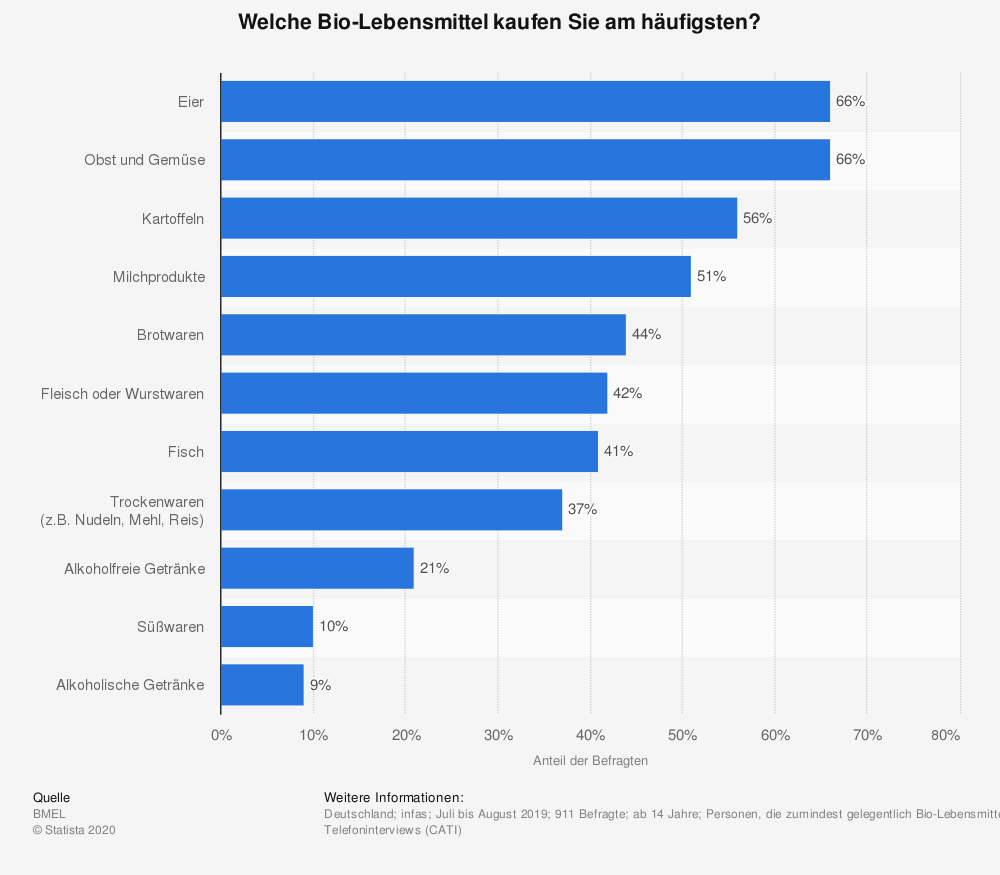 Welche Bio-Lebensmittel kaufen Sie am häufigsten?
Eier
66%
Obst und Gemüse
66%
Kartoffeln
56%
Milchprodukte
51%
Brotwaren
44%
Fleisch oder Wurstwaren
42%
Fisch
41%
Trockenwaren
(z.B. Nudeln, Mehl, Reis)
37%
Alkoholfreie Getränke
21%
Süßwaren
10%
Alkoholische Getränke
9%
0% 10% 20% 30% 40% 50% 60% 70% 80%
Anteil der Befragten
Quelle
BMEL
© Statista 2020
Weitere Informationen:
Deutschland; infas; Juli bis August 2019; 911 Befragte; ab 14 Jahre; Personen, die zumindest gelegentlich
Telefoninterviews (CATI)